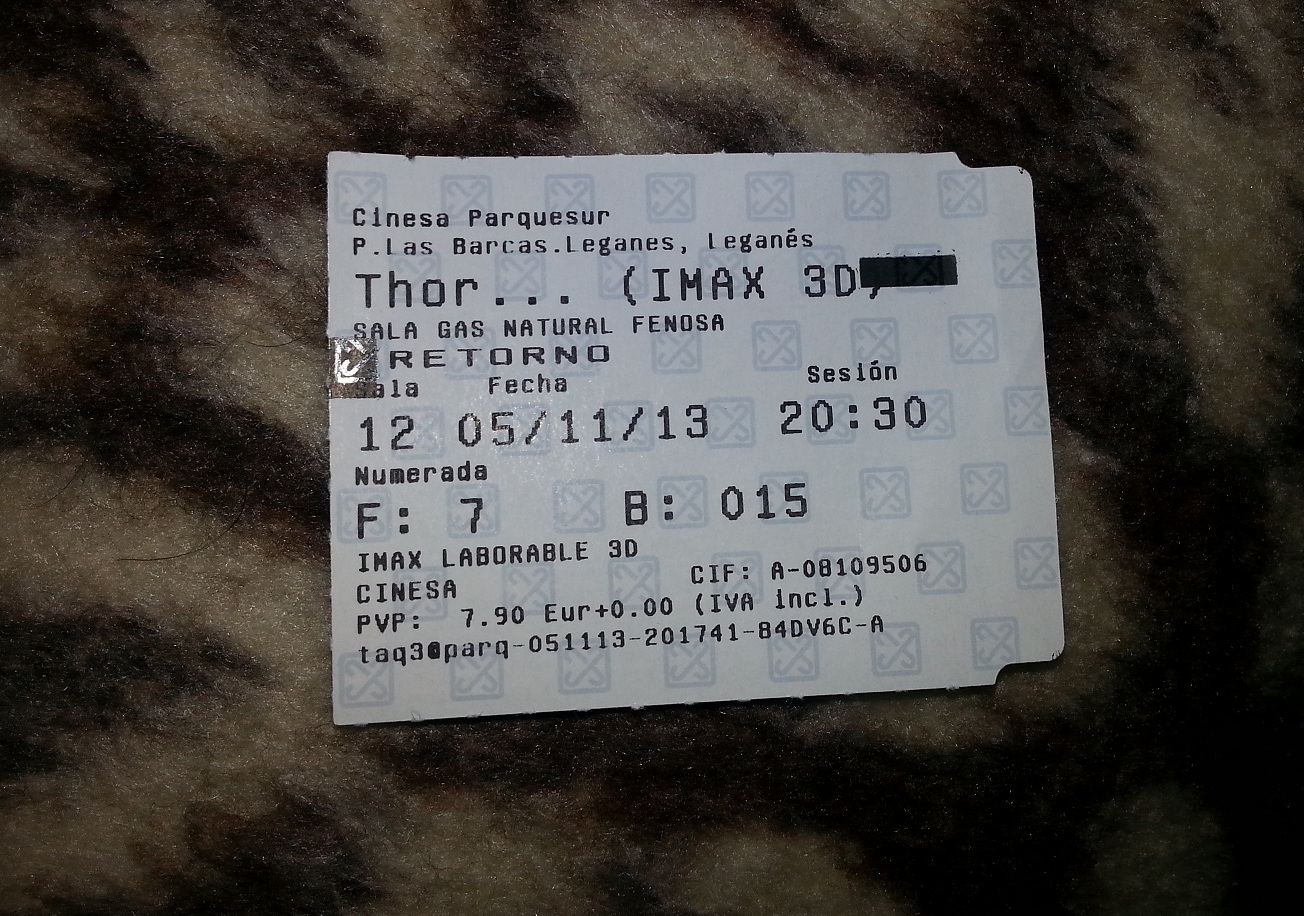 Cinesa Parquesur
P.Las Barcas.Leganes, Leganés
Thor... (IMAX 3D)
SALA GAS NATURAL FENOSA
RETORNO
Sala Fecha Sesión
12 05/11/13 20:30
Numerada
F: 7 B: 015
IMAX LABORABLE 3D
CINESA CIF: A-08109506
PVP: 7.90 Eur+0.00 (IVA incl.)
taq3@parq-051113-201741-84DV6C-A